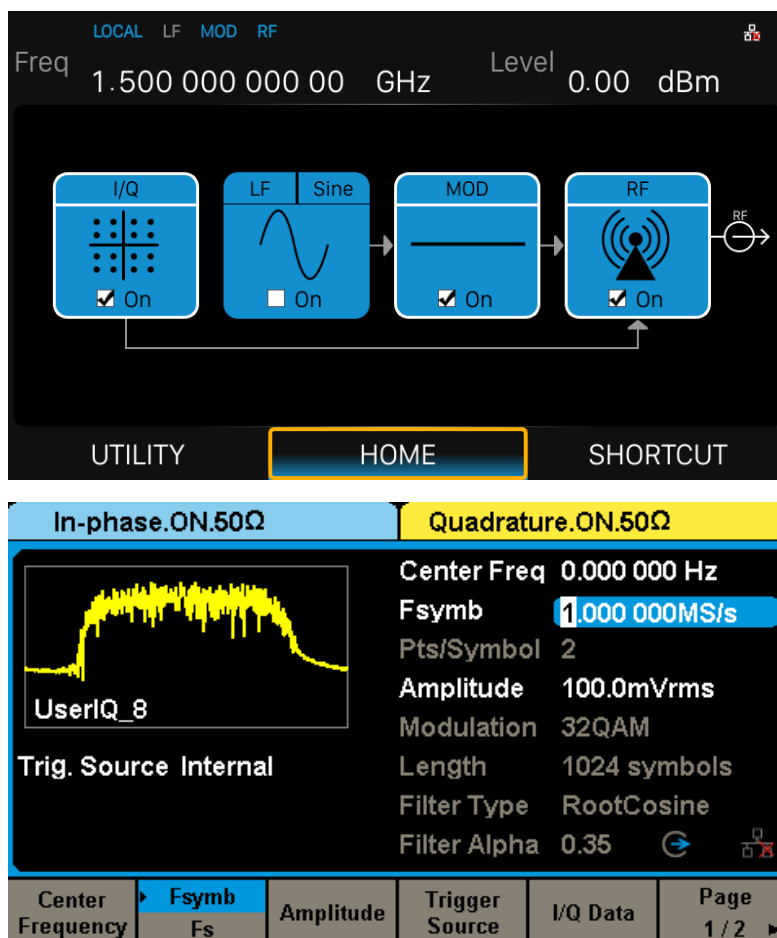 LOCAL LF MOD RF
Freq 1.500 000 000 00 GHz Level 0.00 dBm
I/Q LF Sine MOD RF
RF
On On On On
UTILITY HOME SHORTCUT
In-phase.ON.50Ω Quadrature.ON.50Ω
Center Freq 0.000 000 Hz
Fsymb 1.000 000MS/s
Pts/Symbol 2
Amplitude 100.0mVrms
UserIQ_8
Modulation 32QAM
Trig. Source Internal
Length 1024 symbols
Filter Type RootCosine
Filter Alpha 0.35
Center Frequency
Fsymb Fs
Amplitude
Trigger Source
I/Q Data
Page 1/2